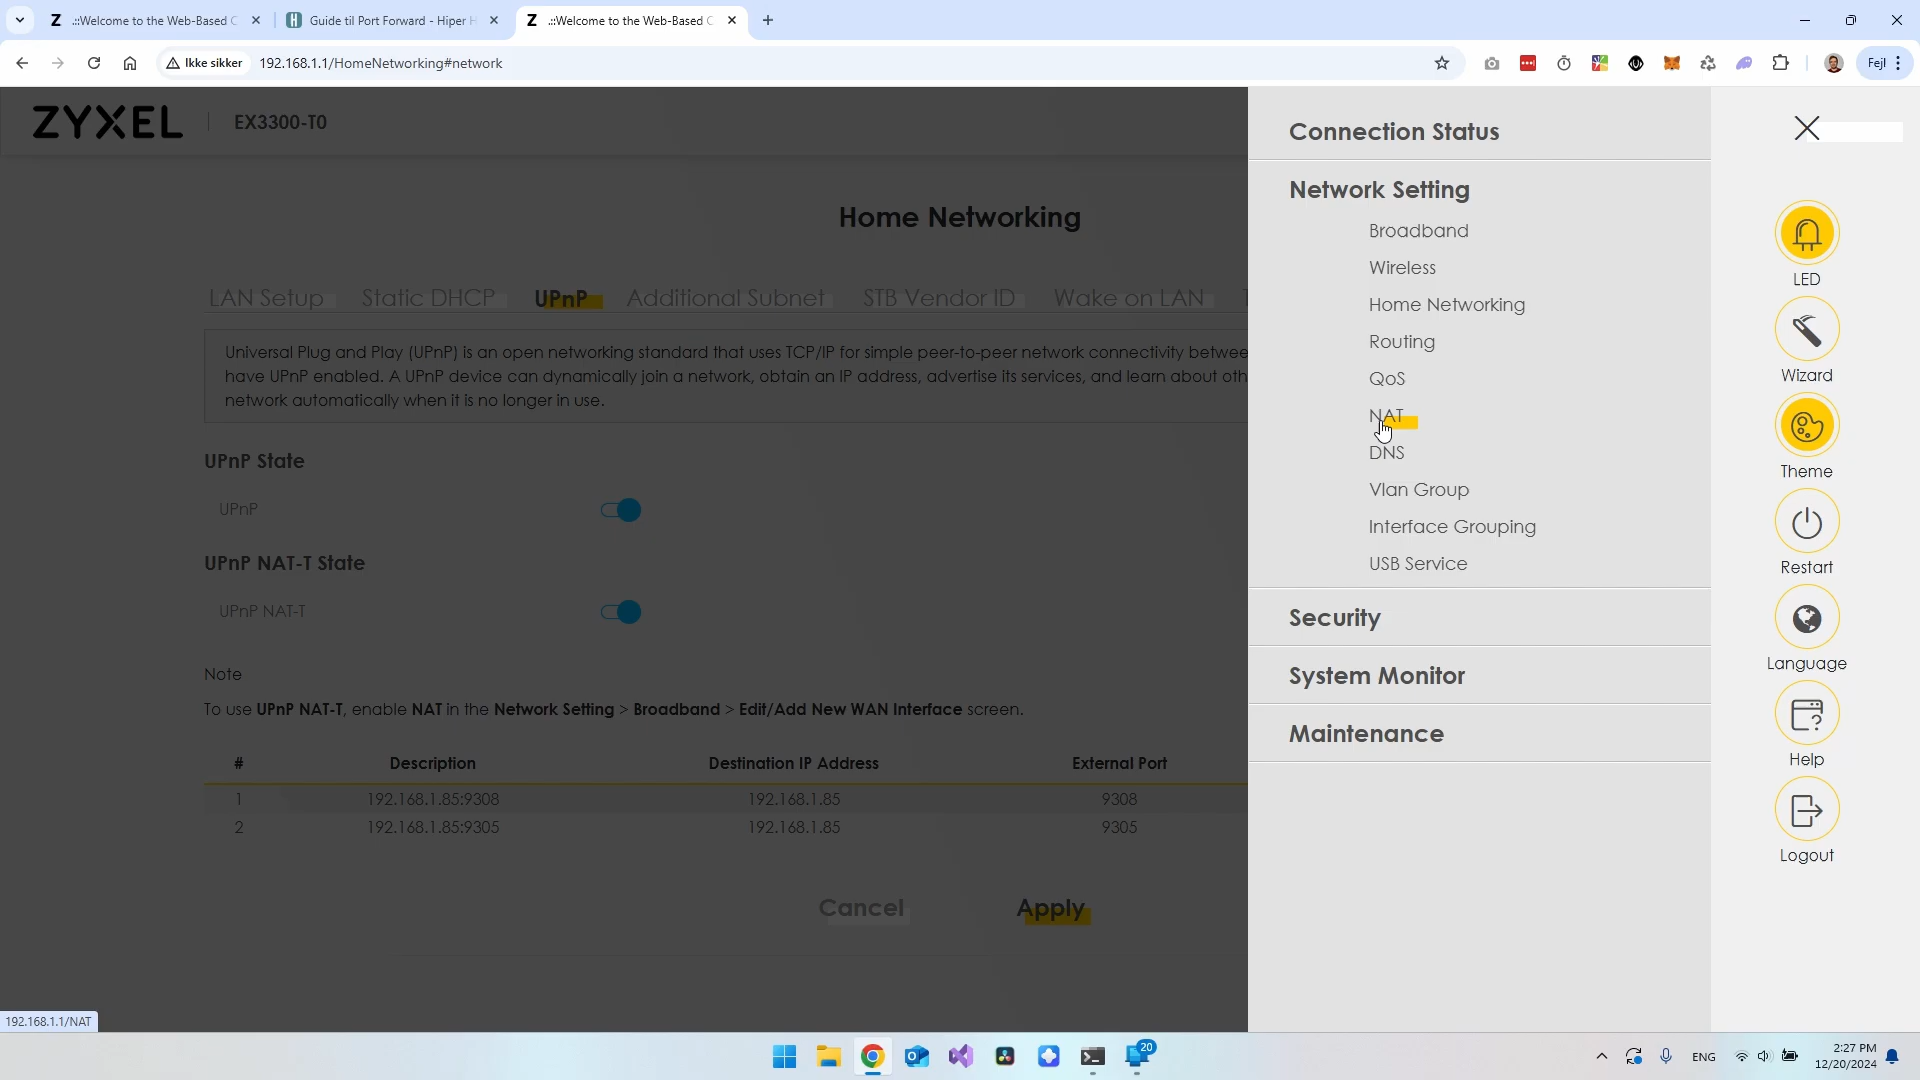 .::Welcome to the Web-Based C
Guide til Port Forward - Hiper H
.::Welcome to the Web-Based C
Ikke sikker
192.168.1.1/HomeNetworking#network
Fejl
ZYXEL
EX3300-T0
Home Networking
LAN Setup
Static DHCP
UPnP
Additional Subnet
STB Vendor ID
Wake on LAN
T
Universal Plug and Play (UPnP) is an open networking standard that uses TCP/IP for simple peer-to-peer network connectivity betwee
have UPnP enabled. A UPnP device can dynamically join a network, obtain an IP address, advertise its services, and learn about oth
network automatically when it is no longer in use.
UPnP State
UPnP
UPnP NAT-T State
UPnP NAT-T
Note
To use UPnP NAT-T, enable NAT in the Network Setting > Broadband > Edit/Add New WAN Interface screen.
# Description Destination IP Address External Port
1 192.168.1.85:9308 192.168.1.85 9308
2 192.168.1.85:9305 192.168.1.85 9305
Cancel
Apply
Connection Status
Network Setting
Broadband
Wireless
Home Networking
Routing
QoS
NAT
DNS
Vlan Group
Interface Grouping
USB Service
Security
System Monitor
Maintenance
LED
Wizard
Theme
Restart
Language
Help
Logout
192.168.1.1/NAT
20
ENG
2:27 PM
12/20/2024